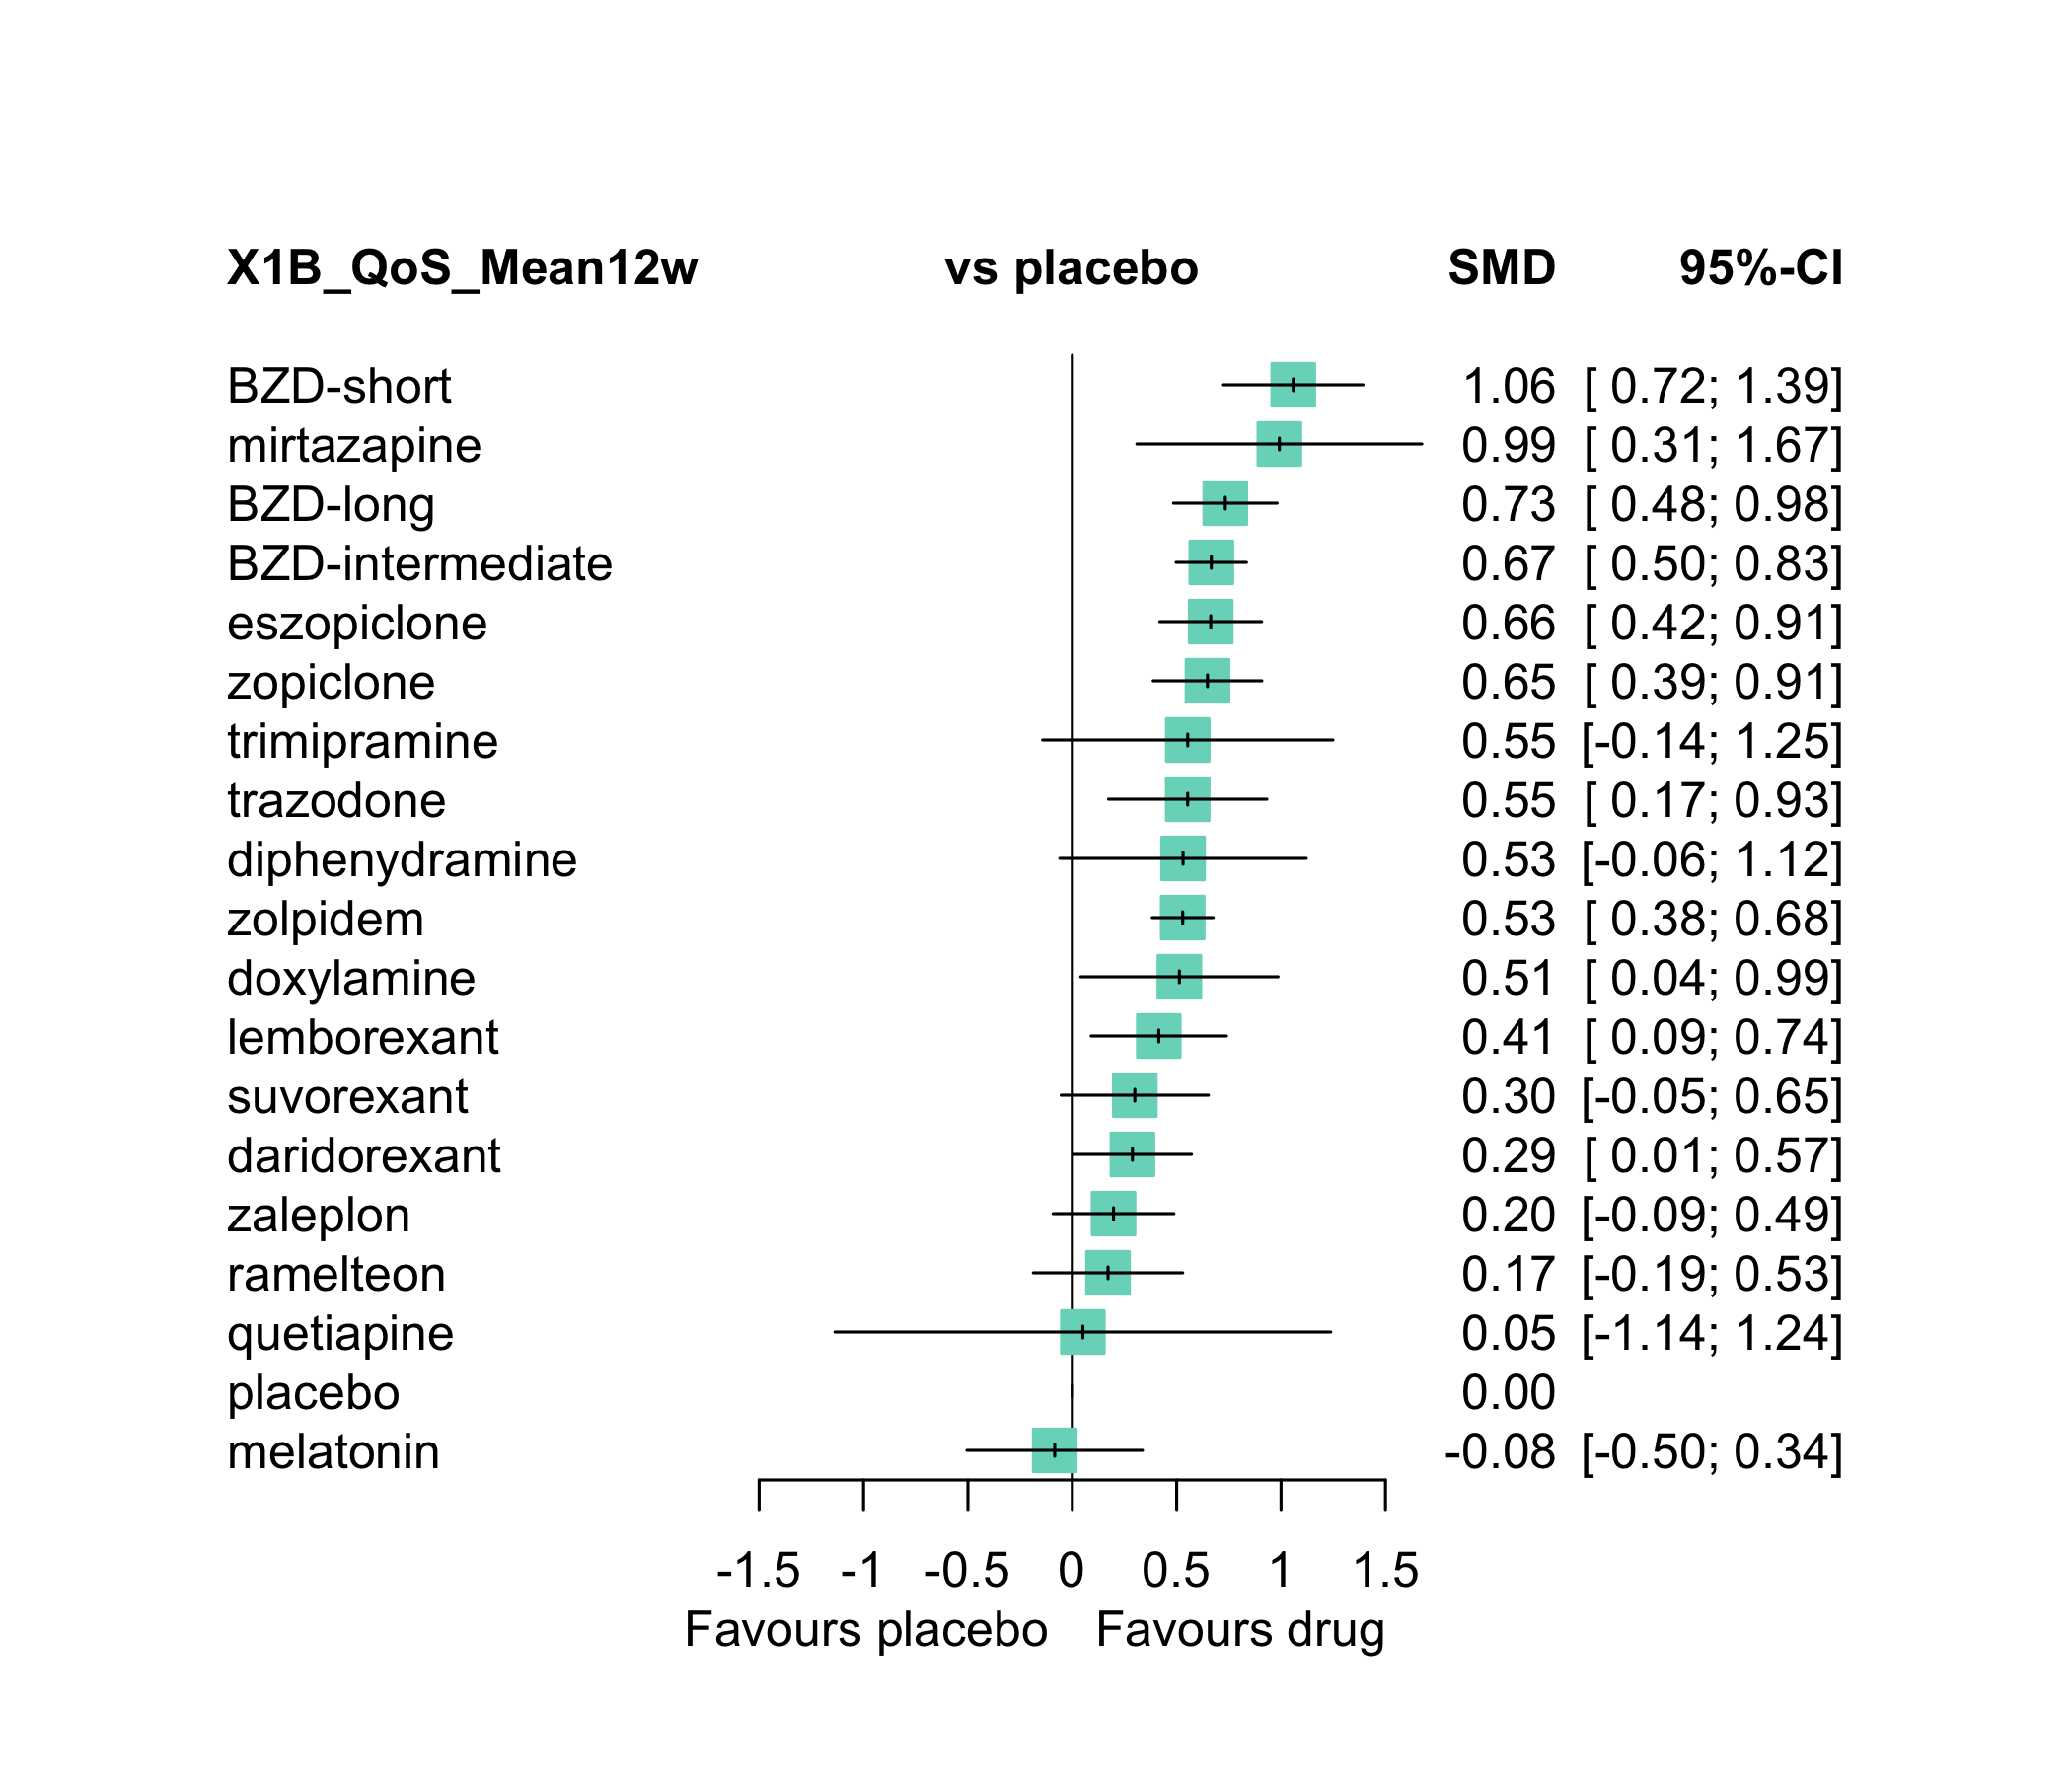 X1B_QoS_Mean12w vs placebo SMD 95%-CI
BZD-short 1.06 [ 0.72; 1.39]
mirtazapine 0.99 [ 0.31; 1.67]
BZD-long 0.73 [ 0.48; 0.98]
BZD-intermediate 0.67 [ 0.50; 0.83]
eszopiclone 0.66 [ 0.42; 0.91]
zopiclone 0.65 [ 0.39; 0.91]
trimipramine 0.55 [-0.14; 1.25]
trazodone 0.55 [ 0.17; 0.93]
diphenydramine 0.53 [-0.06; 1.12]
zolpidem 0.53 [ 0.38; 0.68]
doxylamine 0.51 [ 0.04; 0.99]
lemborexant 0.41 [ 0.09; 0.74]
suvorexant 0.30 [-0.05; 0.65]
daridorexant 0.29 [ 0.01; 0.57]
zaleplon 0.20 [-0.09; 0.49]
ramelteon 0.17 [-0.19; 0.53]
quetiapine 0.05 [-1.14; 1.24]
placebo 0.00
melatonin -0.08 [-0.50; 0.34]
-1.5 -1 -0.5 0 0.5 1 1.5
Favours placebo Favours drug